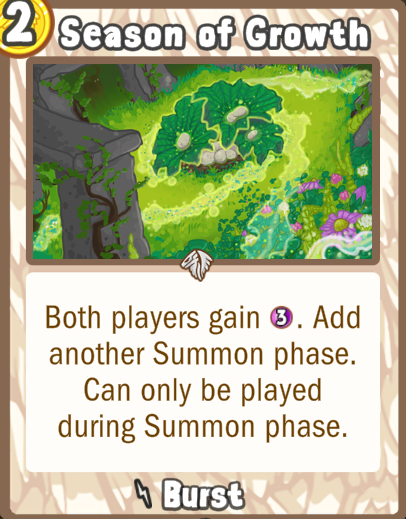 2
Season of Growth
Both players gain 3. Add
another Summon phase.
Can only be played
during Summon phase.
Burst